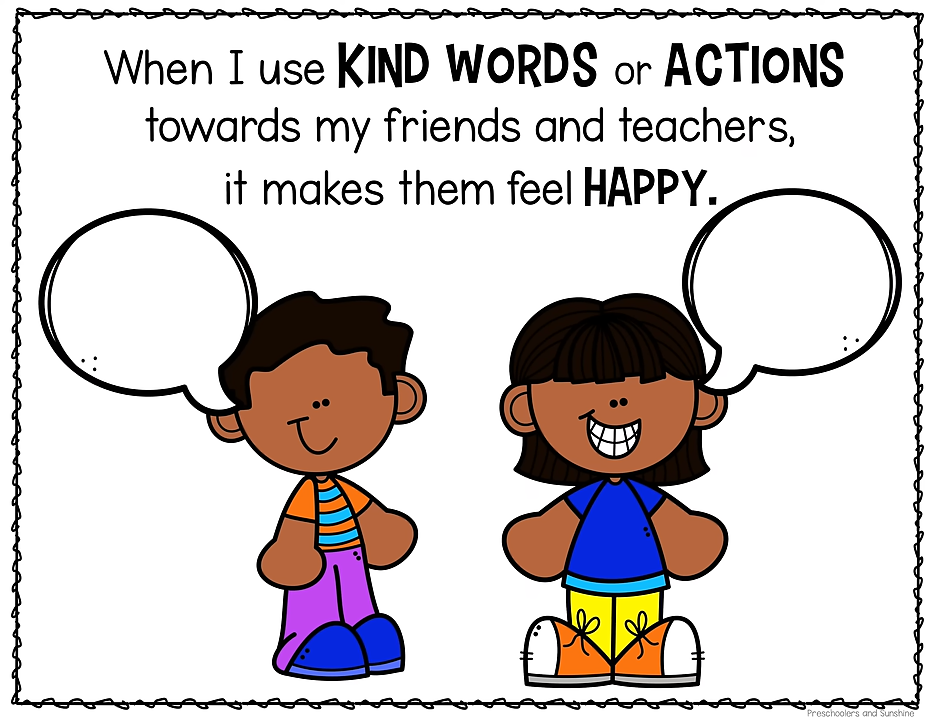 When I use KIND WORDS or ACTIONS
towards my friends and teachers,
it makes them feel HAPPY.
Preschoolers and Sunshine